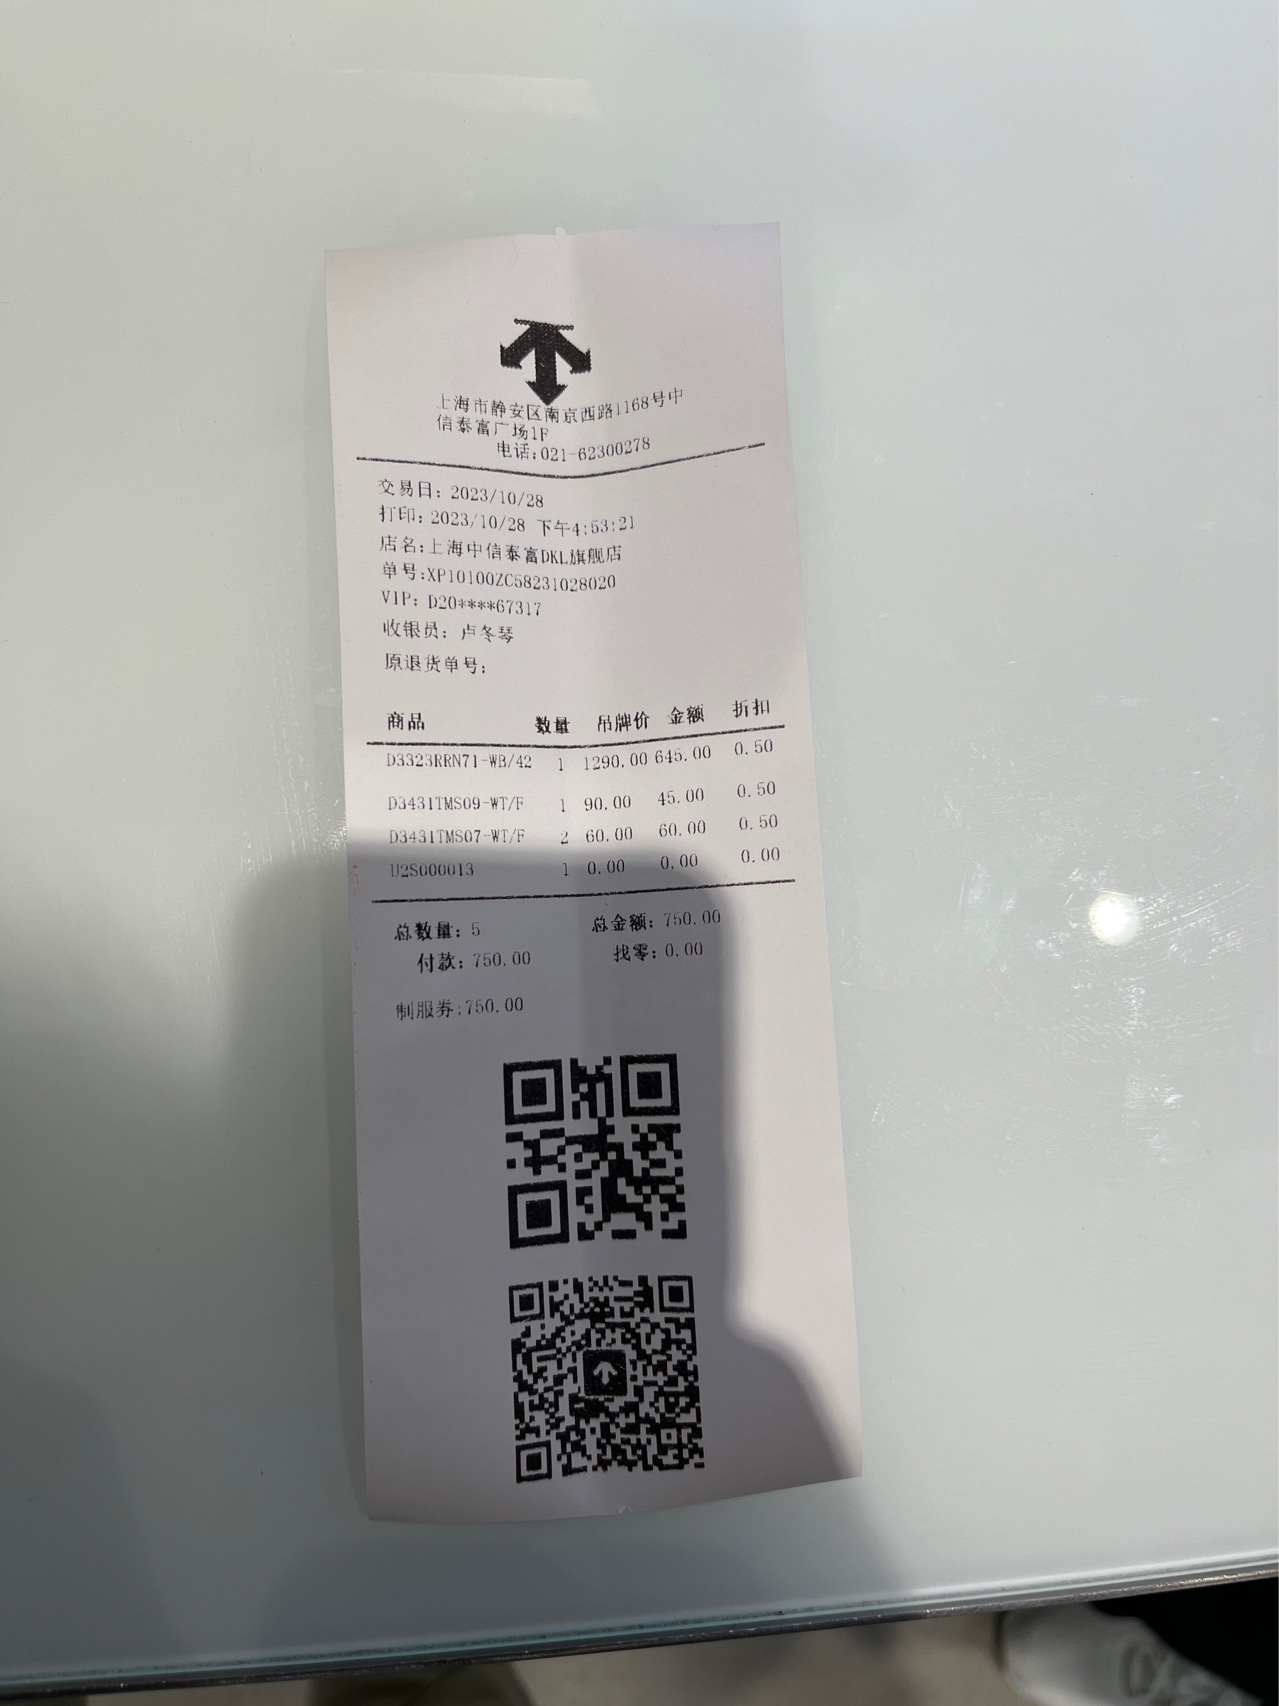 上海市静安区南京西路1168号中
信泰富广场1F
电话:021-62300278
交易日: 2023/10/28
打印: 2023/10/28 下午4:53:21
店名:上海中信泰富DKL旗舰店
单号:XP10100ZC58231028020
VIP: D20****67317
收银员: 卢冬琴
原退货单号:
商品 数量 吊牌价 金额 折扣
D3323RRN71-WB/42 1 1290.00 645.00 0.50
D3431TMS09-WT/F 1 90.00 45.00 0.50
D3431TMS07-WT/F 2 60.00 60.00 0.50
U2S000013 1 0.00 0.00 0.00
总数量: 5 总金额: 750.00
付款: 750.00 找零: 0.00
制服券:750.00